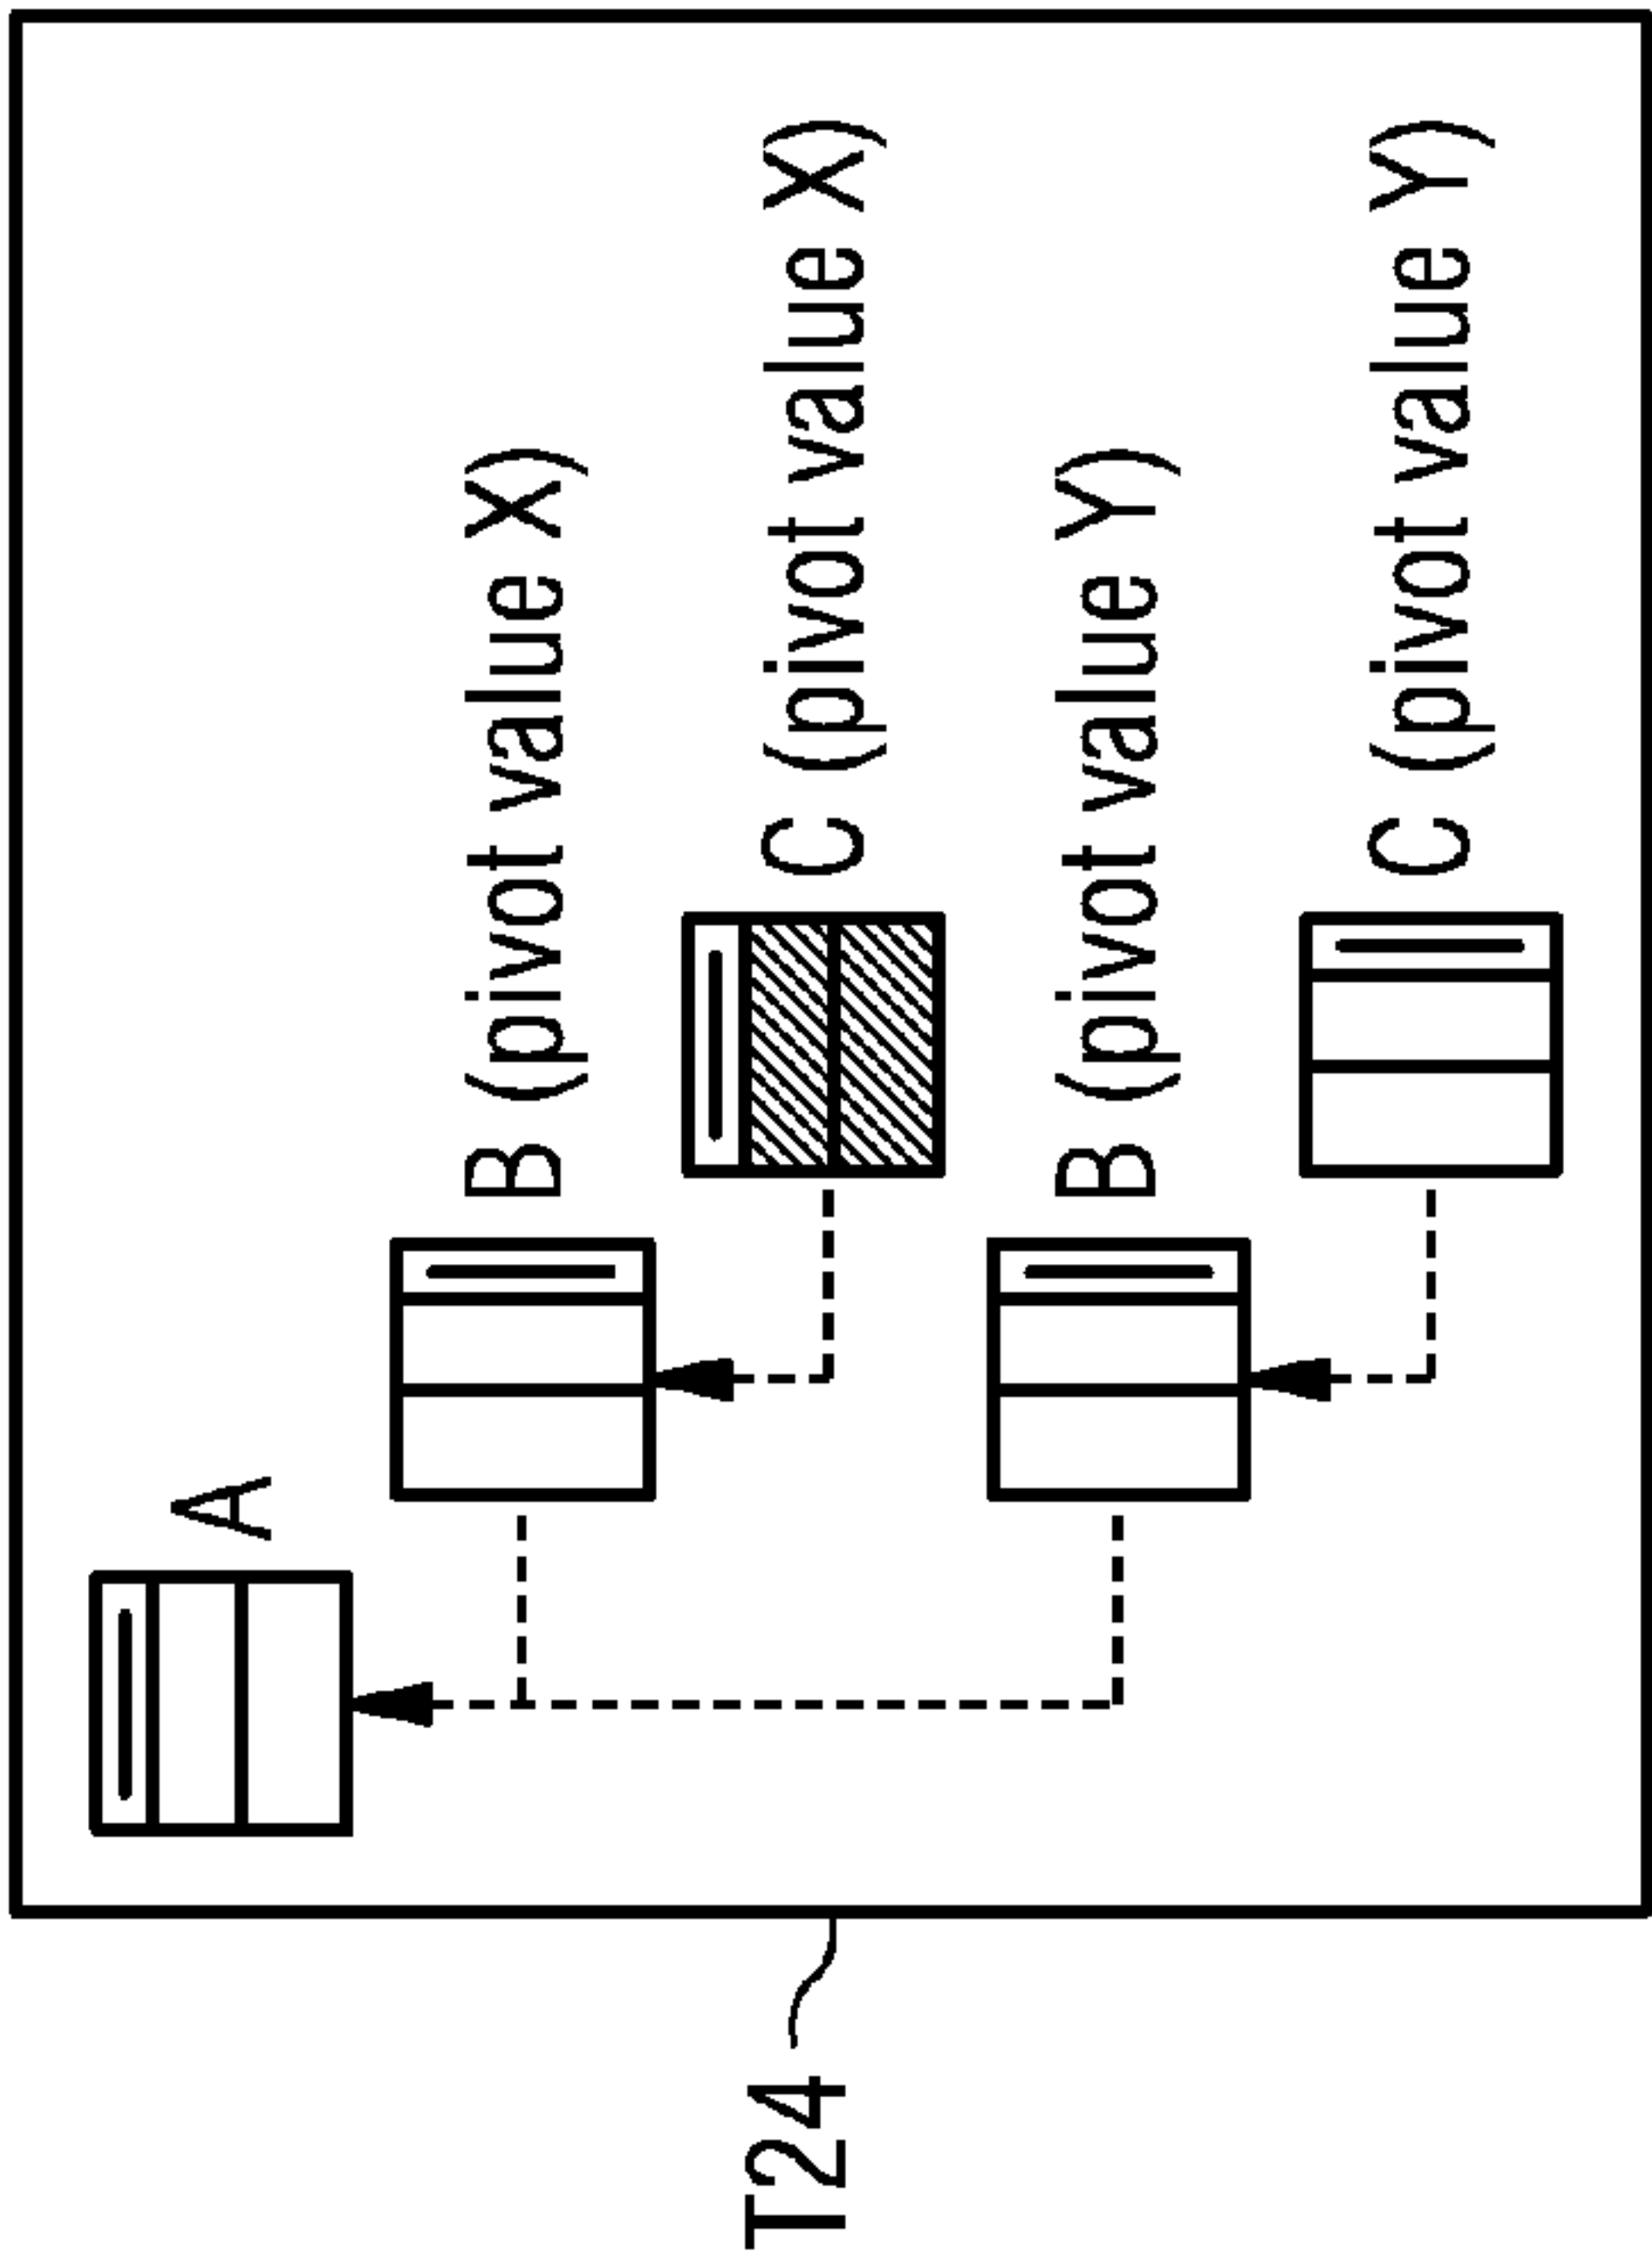 A
B (pivot value X)
C (pivot value X)
B (pivot value Y)
C (pivot value Y)
T24